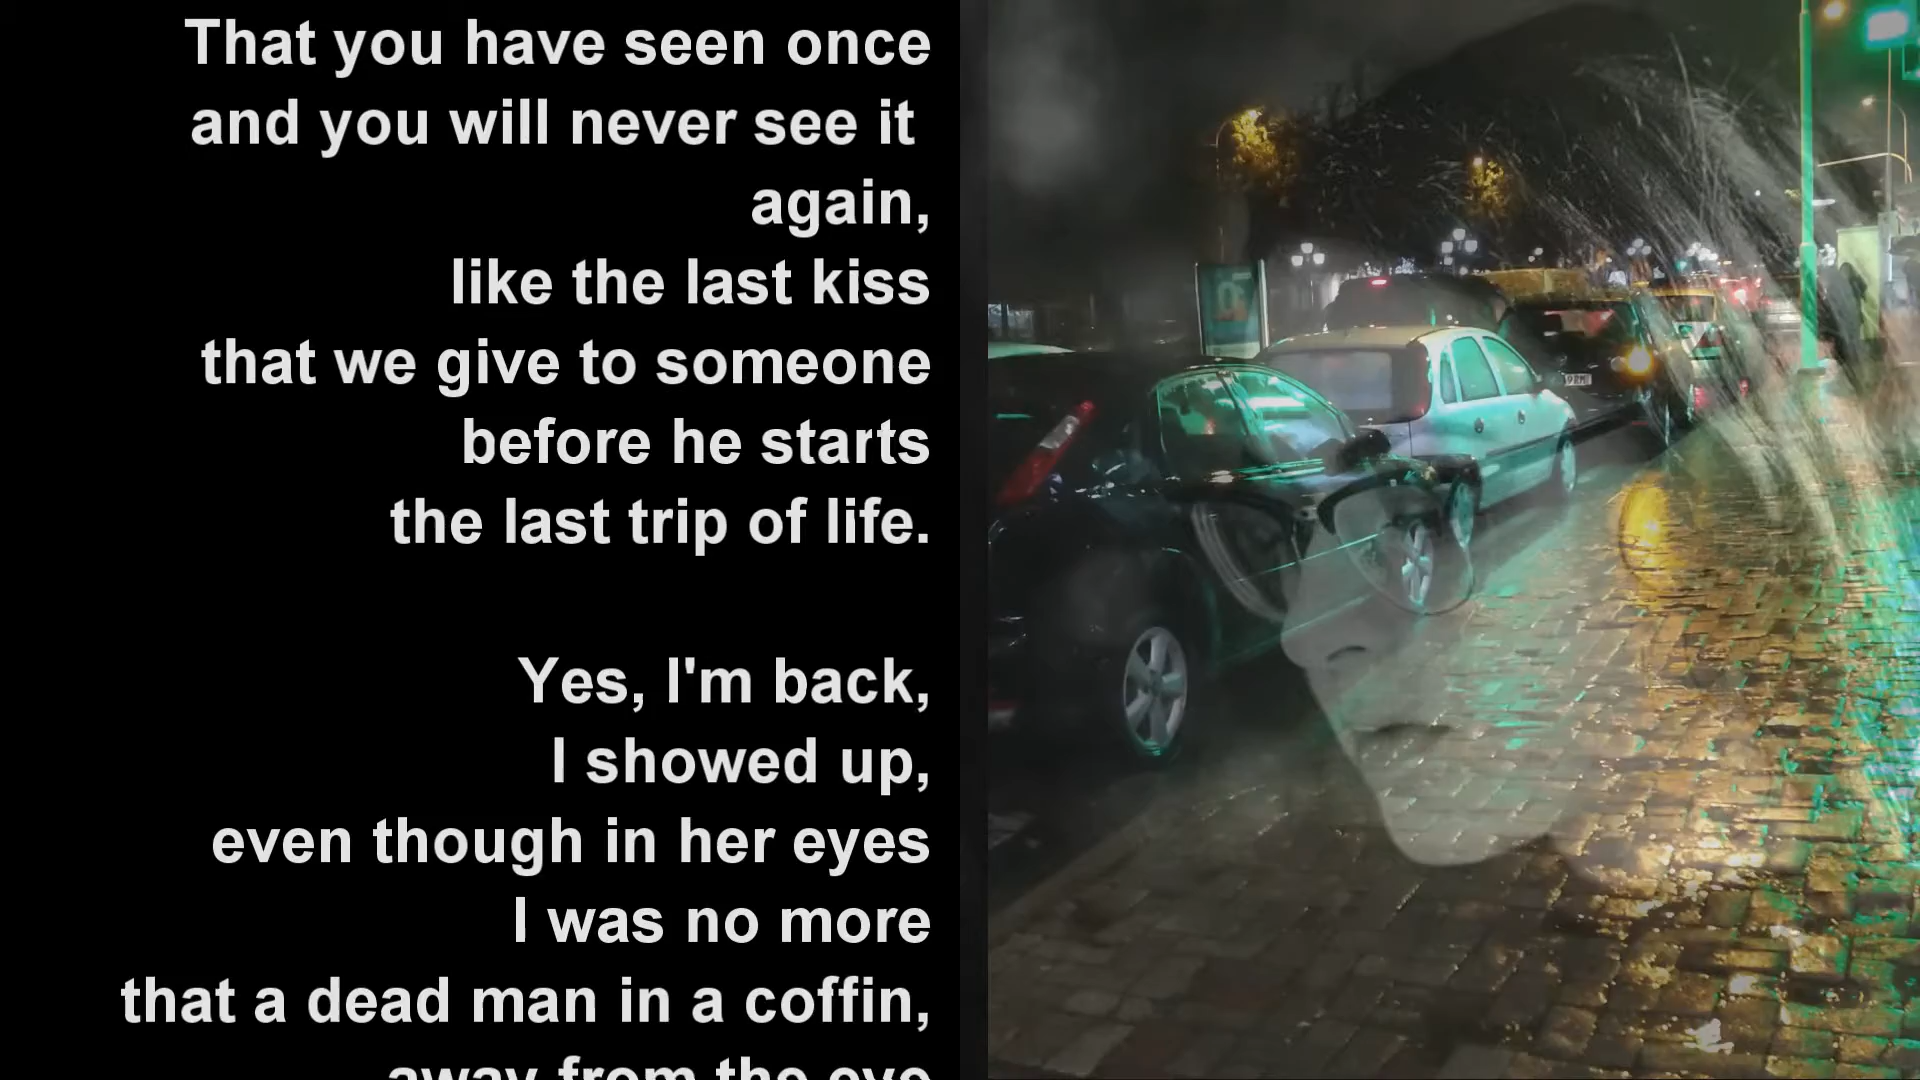 That you have seen once
and you will never see it
again,
like the last kiss
that we give to someone
before he starts
the last trip of life.
Yes, I'm back,
I showed up,
even though in her eyes
I was no more
that a dead man in a coffin,
away from the eye